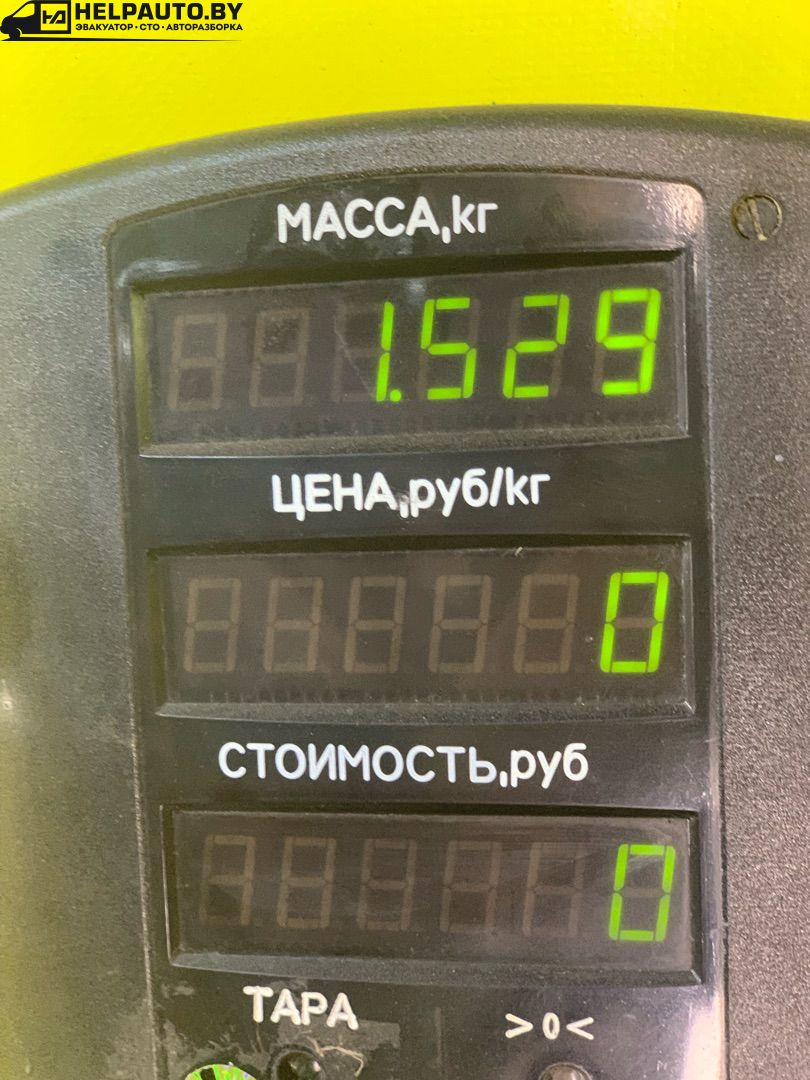 HELPAUTO.BY
ЭВАКУАТОР · СТО · АВТОРАЗБОРКА
МАССА,кг
1.529
ЦЕНА,руб/кг
0
СТОИМОСТЬ,руб
0
ТАРА >0<